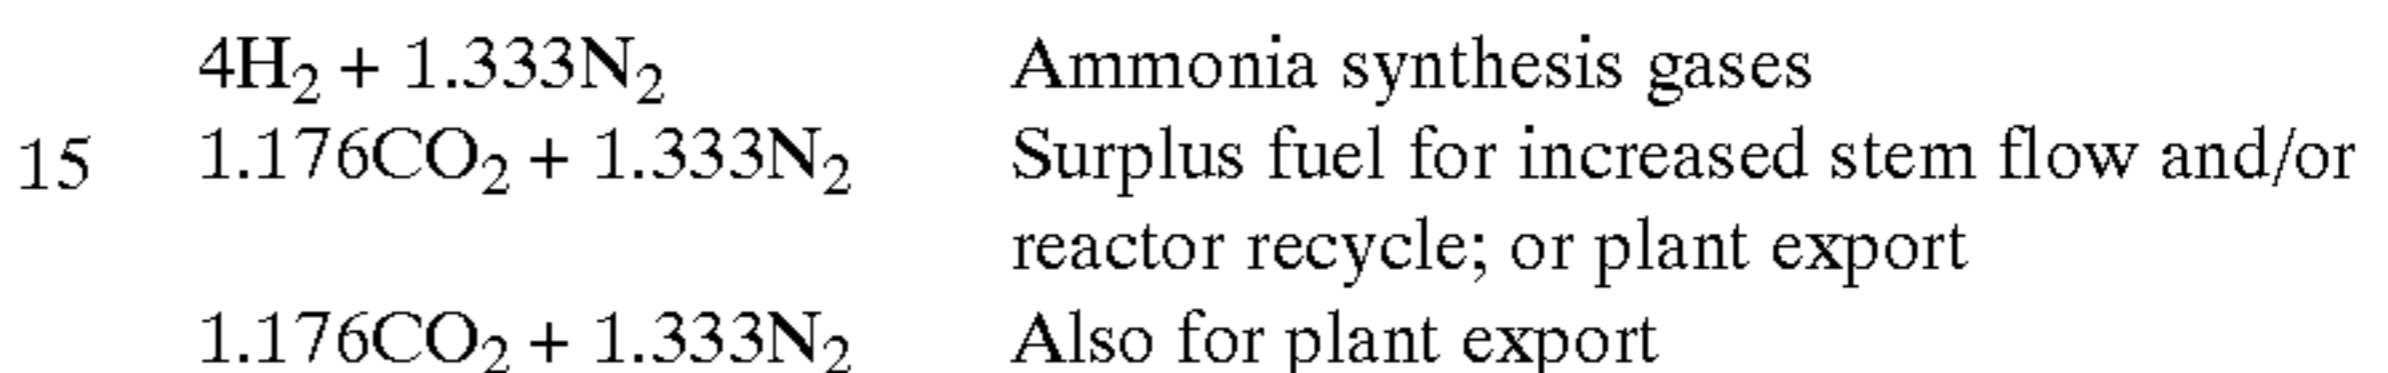 4H₂ + 1.333N₂ Ammonia synthesis gases
15 1.176CO₂ + 1.333N₂ Surplus fuel for increased stem flow and/or
reactor recycle; or plant export
1.176CO₂ + 1.333N₂ Also for plant export